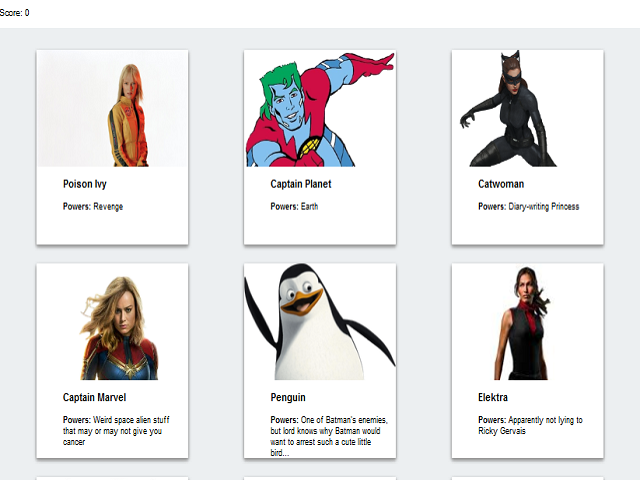 Score: 0
Poison Ivy
Powers: Revenge
Captain Planet
Powers: Earth
Catwoman
Powers: Diary-writing Princess
Captain Marvel
Powers: Weird space alien stuff
that may or may not give you
cancer
Penguin
Powers: One of Batman's enemies,
but lord knows why Batman would
want to arrest such a cute little
bird...
Elektra
Powers: Apparently not lying to
Ricky Gervais